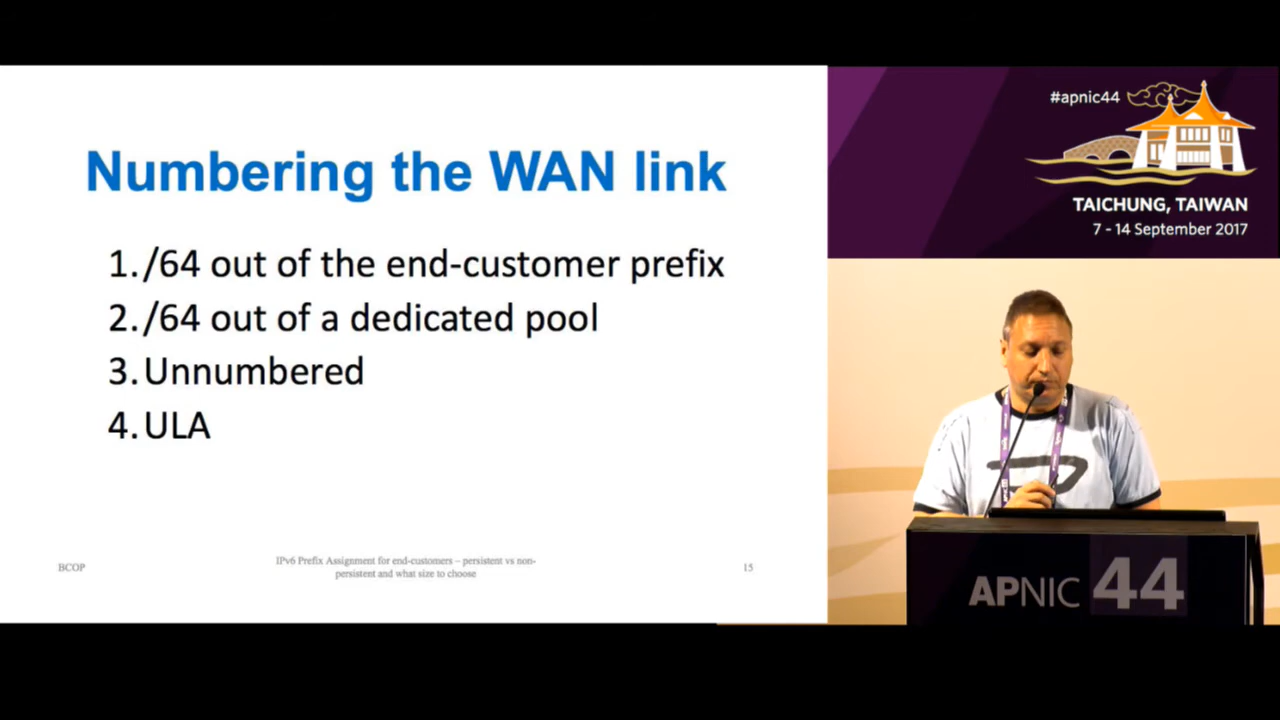 Numbering the WAN link
1./64 out of the end-customer prefix
2./64 out of a dedicated pool
3.Unnumbered
4.ULA
BCOP
IPv6 Prefix Assignment for end-customers – persistent vs non-
persistent and what size to choose
15
#apnic44
TAICHUNG, TAIWAN
7 - 14 September 2017
APNIC 44